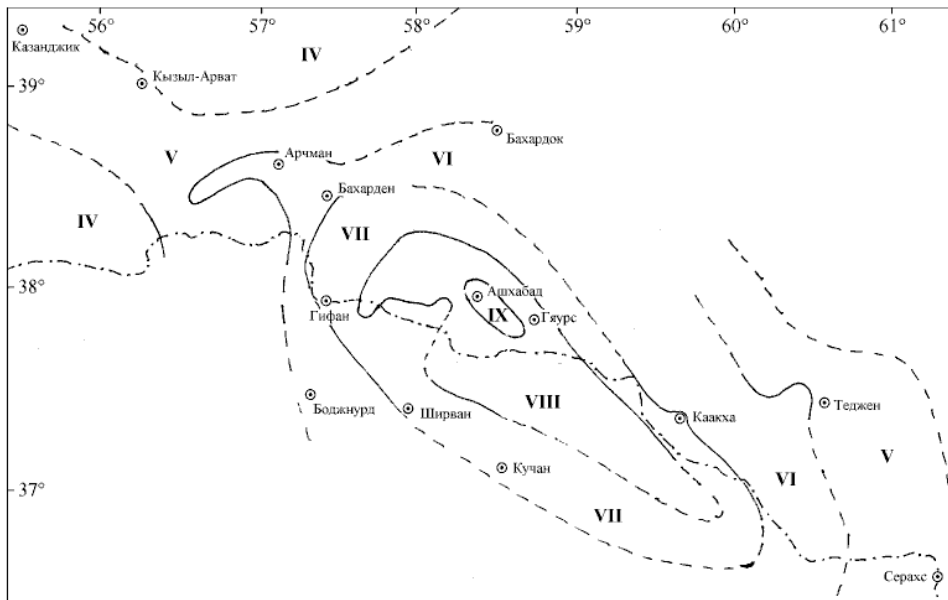 56° 57° 58° 59° 60° 61°
Казанджик
IV
Кызыл-Арват
39°
Бахардок
V
Арчман
VI
Бахарден
IV
VII
38°
Ашхабад
Гифан
IX
Гяурс
Боджнурд
Ширван
VIII
Каакха
Теджен
V
Кучан
VI
37°
VII
Серахс